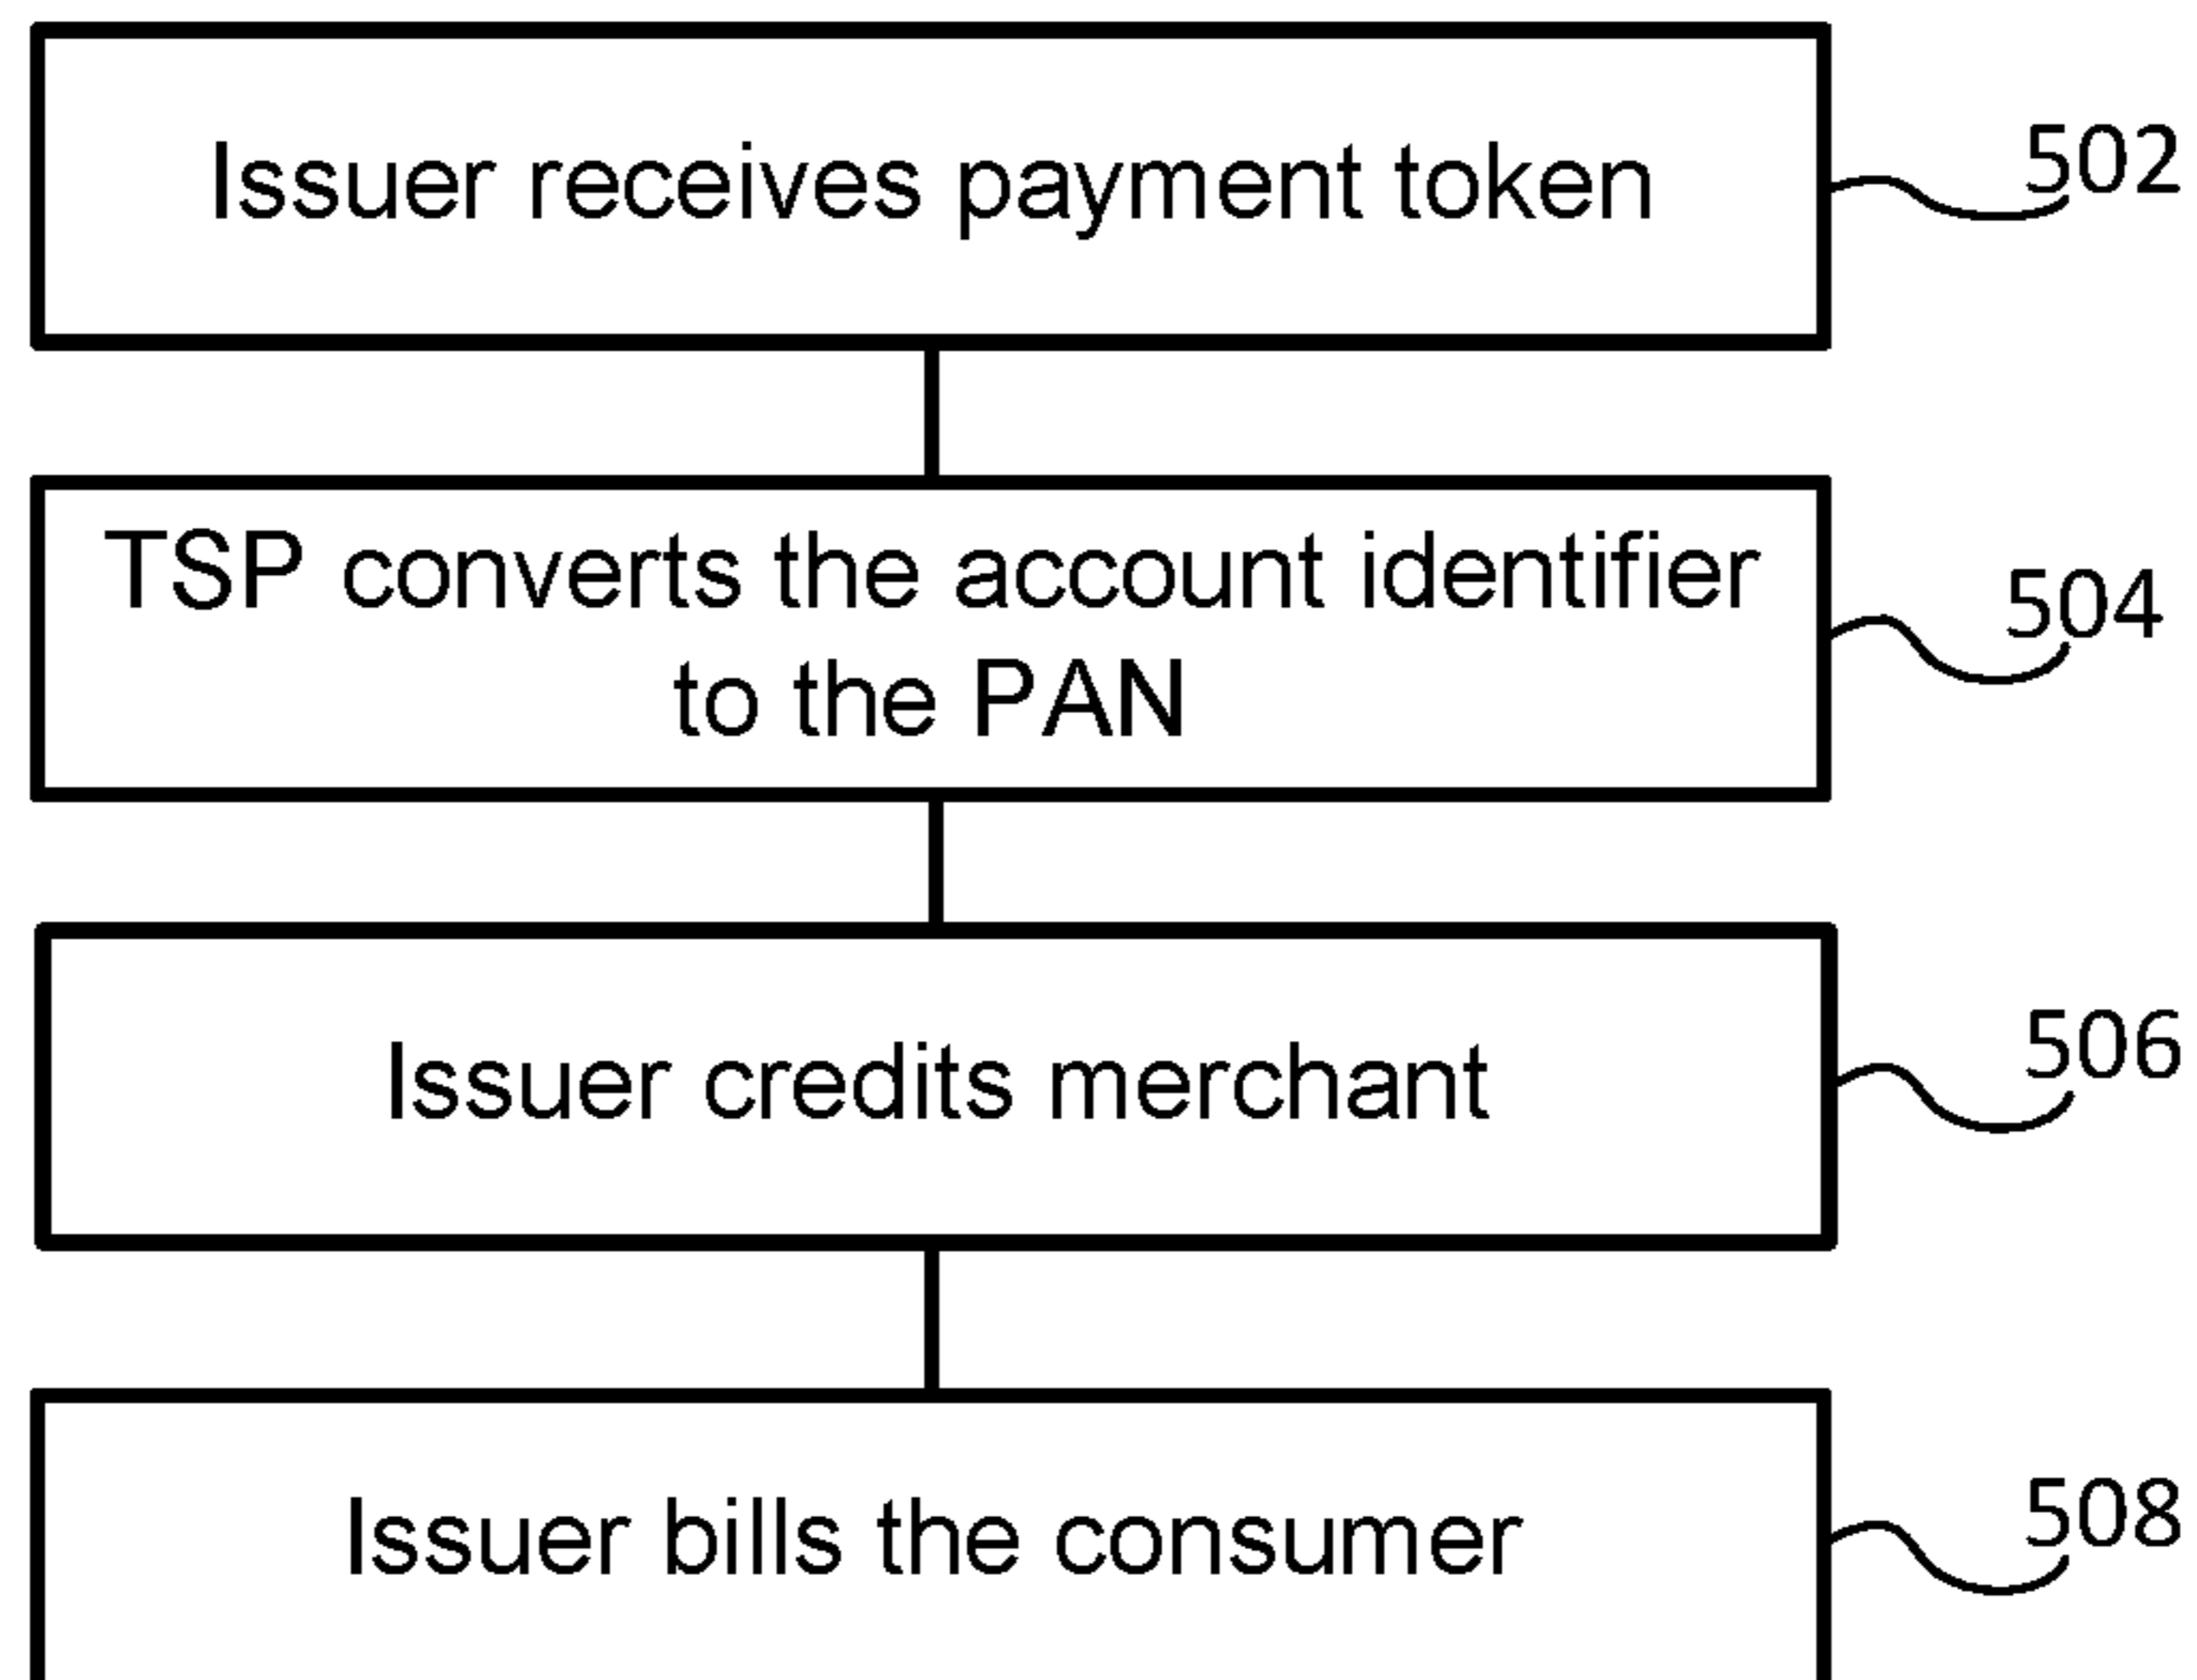 Issuer receives payment token
502
TSP converts the account identifier
to the PAN
504
Issuer credits merchant
506
Issuer bills the consumer
508